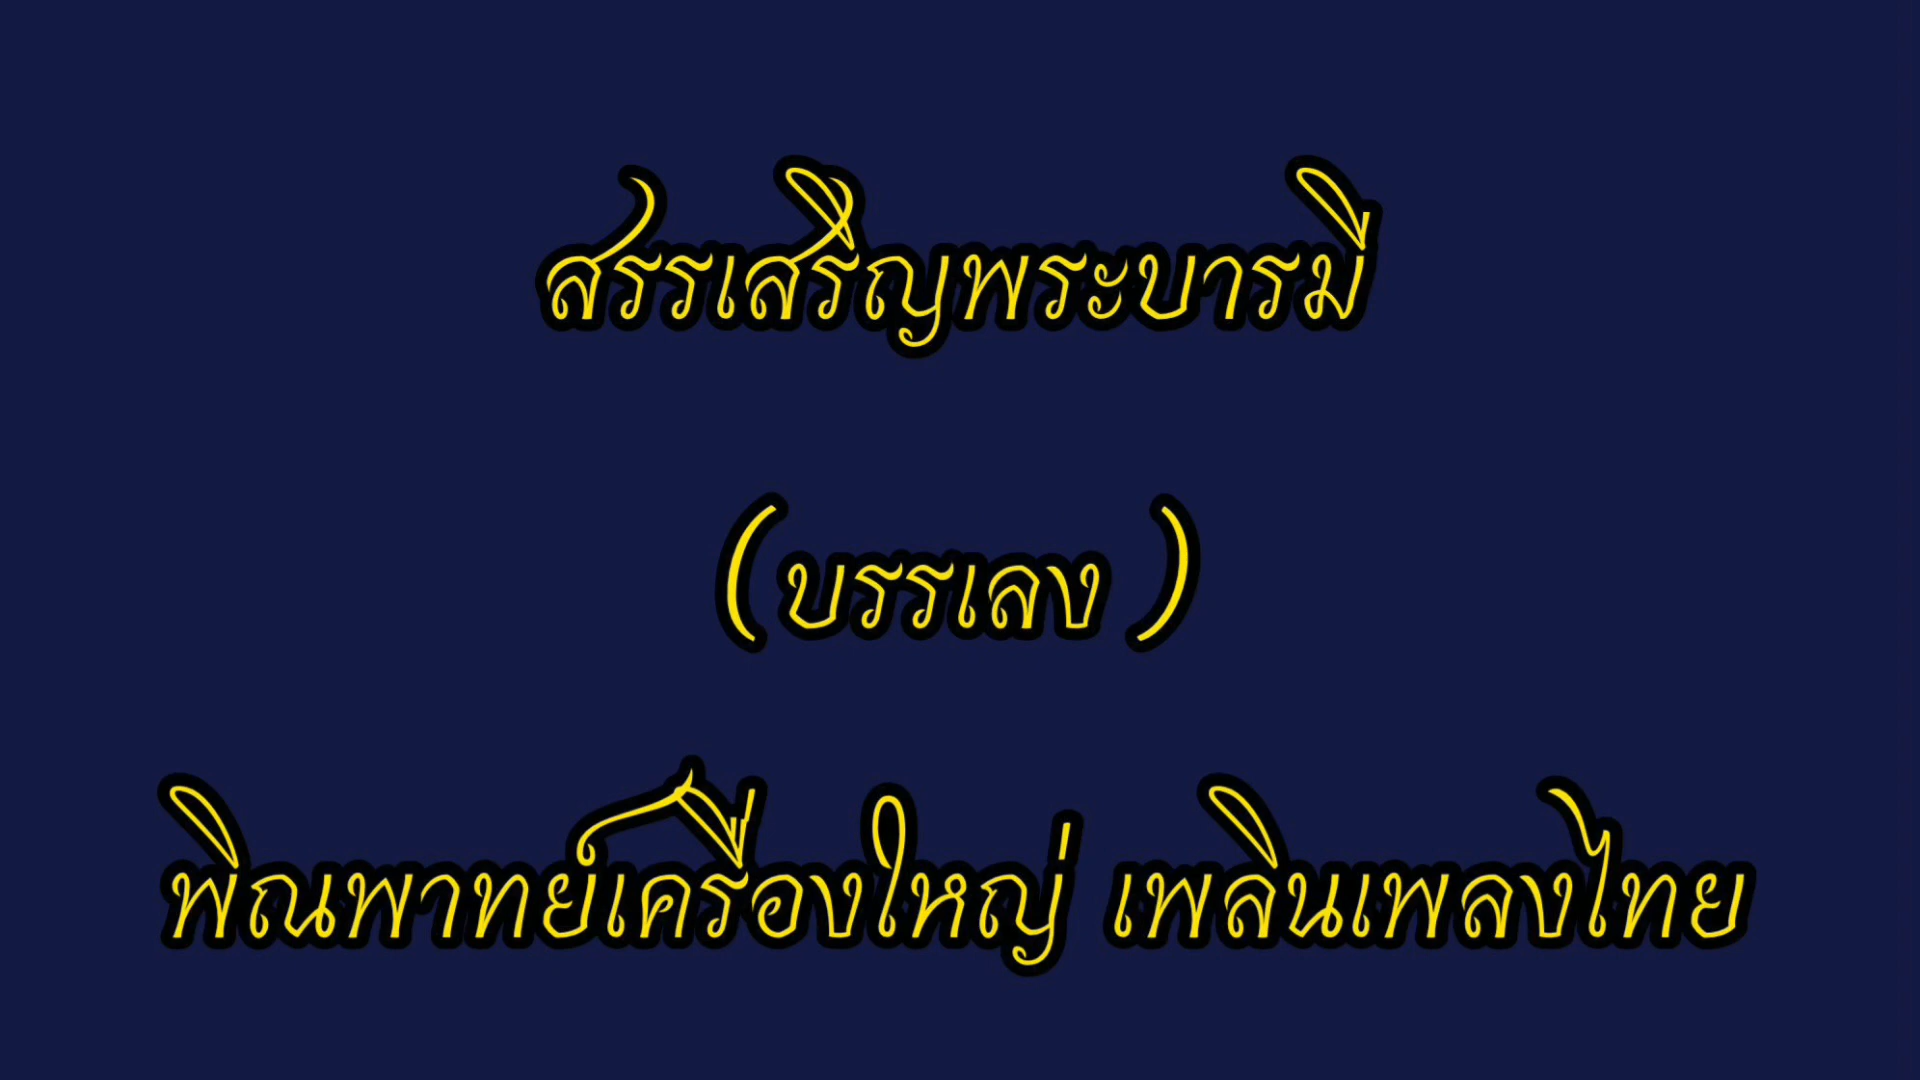 สรรเสริญพระบารมี
( บรรเลง )
พิณพาทย์เครื่องใหญ่ เพลินเพลงไทย